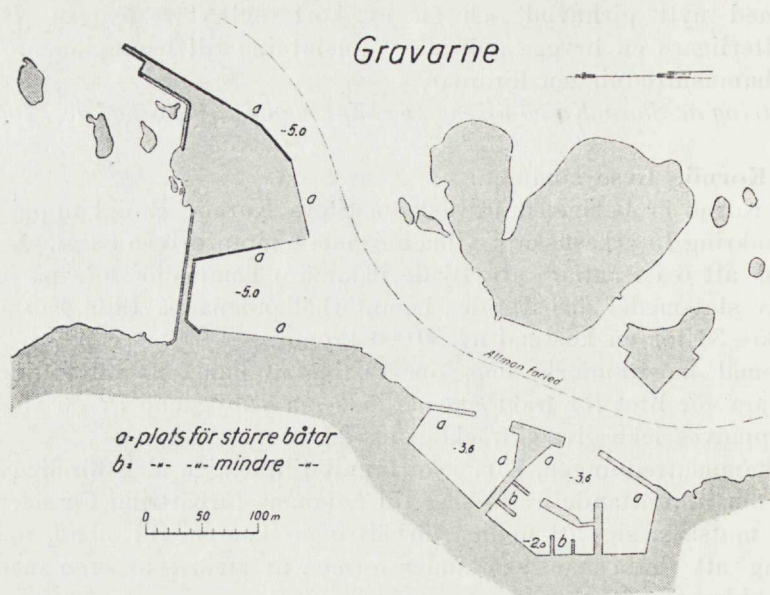 Gravarne
a
-5.0
a
a
-5.0
a
Allmän farled
a
-3,6
a
a
-3,6
a
b
-2.0
b
a= plats för större båtar
b= -"- -"- mindre -"-
0 50 100 m